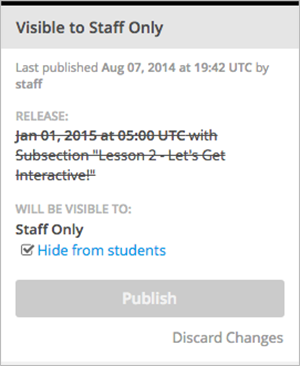 Visible to Staff Only
Last published Aug 07, 2014 at 19:42 UTC by
staff
RELEASE:
Jan 01, 2015 at 05:00 UTC with
Subsection "Lesson 2 - Let's Get
Interactive!"
WILL BE VISIBLE TO:
Staff Only
Hide from students
Publish
Discard Changes